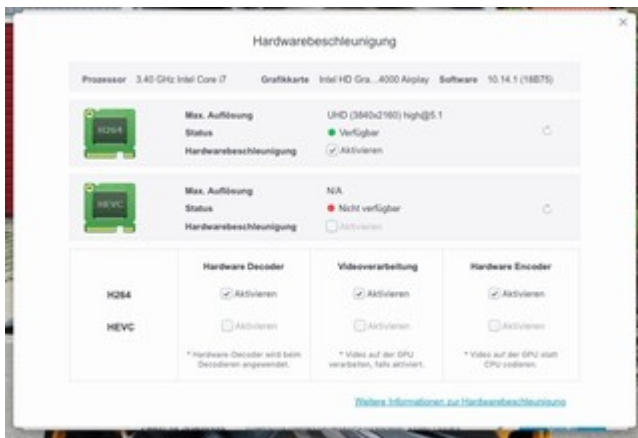 Hardwarebeschleunigung
Prozessor 3.40 GHz Intel Core i7 Grafikkarte Intel HD Gra...4000 Airplay Software 10.14.1 (18B75)
H264
Max. Auflösung UHD (3840x2160) high@5.1
Status Verfügbar
Hardwarebeschleunigung Aktivieren
HEVC
Max. Auflösung N/A
Status Nicht verfügbar
Hardwarebeschleunigung Aktivieren
Hardware Decoder Videoverarbeitung Hardware Encoder
H264 Aktivieren Aktivieren Aktivieren
HEVC Aktivieren Aktivieren Aktivieren
* Hardware-Decoder wird beim Decodieren angewendet.
* Video auf der GPU verarbeiten, falls aktiviert.
* Video auf der GPU statt CPU codieren.
Weitere Informationen zur Hardwarebeschleunigung